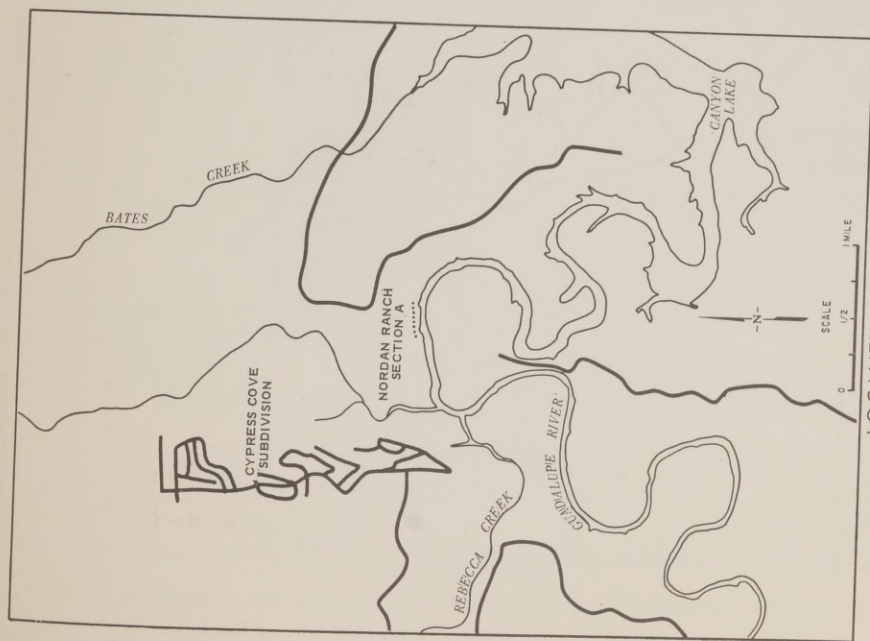 BATES
CREEK
CYPRESS COVE
SUBDIVISION
NORDAN RANCH
SECTION A
CANYON
LAKE
REBECCA CREEK
GUADALUPE RIVER
-N-
SCALE
0 1/2 1 MILE